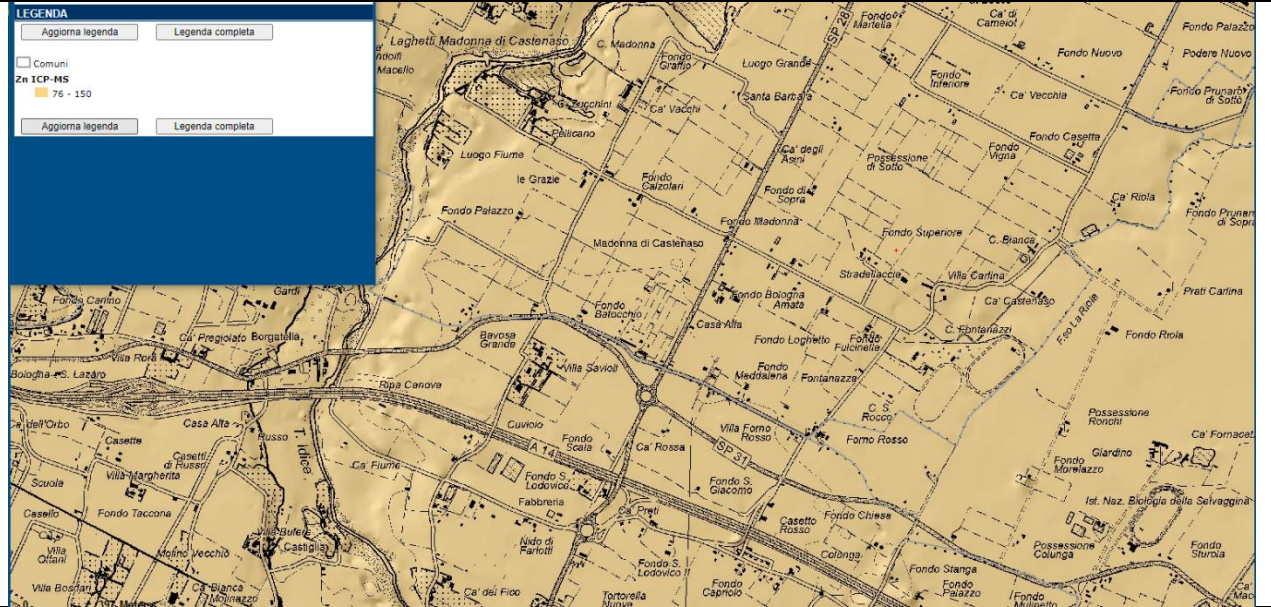 LEGENDA
Aggiorna legenda Legenda completa
Comuni
Zn ICP-MS
76 - 150
Aggiorna legenda Legenda completa
Laghetti Madonna di Castenaso
Macello
C. Madonna
Fondo Graffio
Luogo Grande
SP 28
Fondo Martella
Ca' di Camelot
Fondo Palazzo
Fondo Nuovo
Podere Nuovo
Fondo Inferiore
Ca' Vecchia
Fondo Prunaro di Sotto
Santa Barbara
C. Zucchini
Ca' Vacchi
Pellicano
Fondo Casetta
Luogo Fiume
Ca' degli Asini
Possessione di Sotto
Fondo Vigna
le Grazie
Fondo Calzolari
Fondo di Sopra
Ca' Riola
Fondo Palazzo
Fondo Madonna
Fondo Prunaro di Sopra
Fondo Superiore
C. Bianca
Madonna di Castenaso
Stradellaccia
Villa Carlina
Gardi
Fondo Bologna Amata
Prati Carlina
Fondo Carlino
Fondo Batocchio
Ca' Castenaso
Casa Alta
C. Fontanazzi
F.sso La Riola
Ca' Pregiolato
Borgatella
Bavosa Grande
Fondo Loghetto
Fondo Fulcinella
Fondo Riola
Villa Rora
Villa Savioli
Fondo Maddalena
Fontanazza
Bologna - S. Lazaro
Ripa Canova
C. S. Rocco
Possessione Ronchi
Ca' dell'Orbo
Casa Alta
Cuviolo
Villa Forno Rosso
Forno Rosso
Casette
Russo
T. Idice
A 14
Fondo Scala
Ca' Rossa
SP 31
Giardino
Casetti di Russo
Ca' Fiume
Fondo Morelazzo
Scuola
Villa Margherita
Fondo S. Lodovico
Fondo S. Giacomo
Ist. Naz. Biologia della Selvaggina
Fabbreria
Casello
Fondo Taccona
Ca' Preti
Casetto Rosso
Fondo Chiesa
Villa Bufera
Castiglia
Nido di Farlotti
Possessione Colunga
Fondo Sturola
Villa Ottani
Molino Vecchio
Colunga
Fondo S. Lodovico II
Fondo Stanga
Villa Bosdari
Ca' Bianca
Molinazzo
Ca' del Fico
Tortorella Nuova
Fondo Capriolo
Fondo Palazzo
Fondo Mulinetto